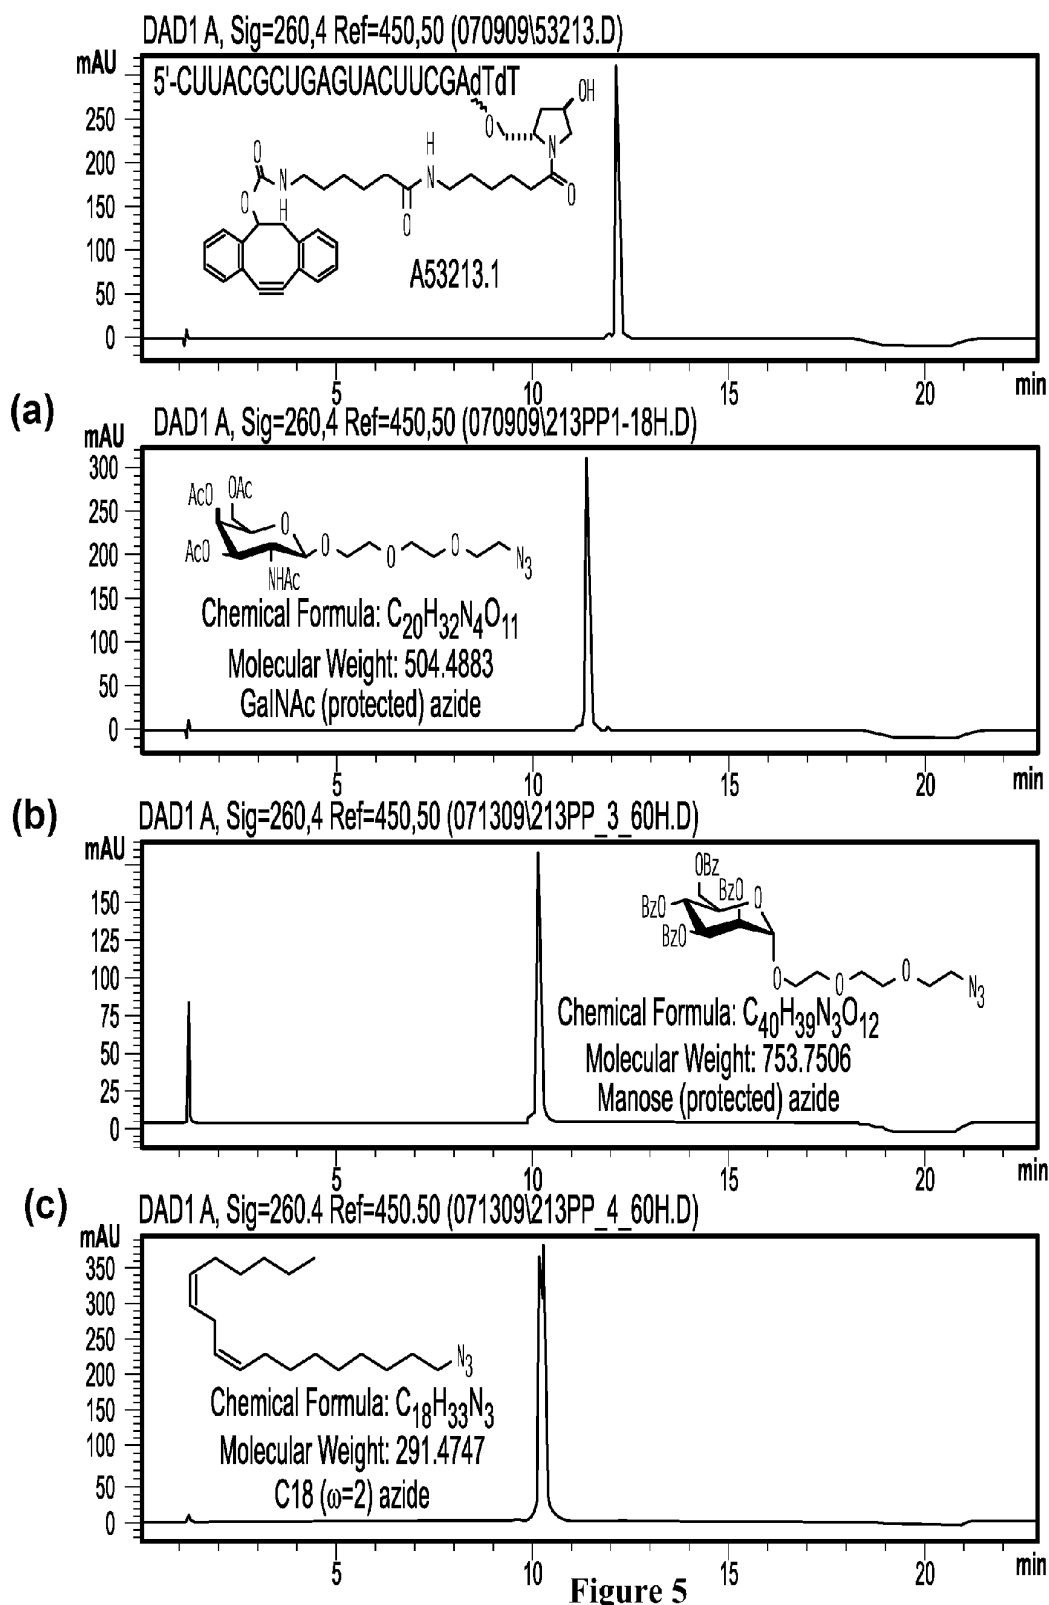 DAD1 A, Sig=260,4 Ref=450,50 (070909\53213.D)
mAU
5'-CUUACGCUGAGUACUUCGAdTdT
OH
O
N
H
O
N
O
N
H
O
O
O
A53213.1
250
200
150
100
50
0
5 10 15 20 min
(a)
DAD1 A, Sig=260,4 Ref=450,50 (070909\213PP1-18H.D)
mAU
300
250
200
150
100
50
0
AcO OAc
O
AcO
O O O N3
NHAc
Chemical Formula: C20H32N4O11
Molecular Weight: 504.4883
GalNAc (protected) azide
5 10 15 20 min
(b)
DAD1 A, Sig=260,4 Ref=450,50 (071309\213PP_3_60H.D)
mAU
150
125
100
75
50
25
0
OBz
BzO O
BzO
BzO
O O O N3
Chemical Formula: C40H39N3O12
Molecular Weight: 753.7506
Manose (protected) azide
5 10 15 20 min
(c)
DAD1 A, Sig=260.4 Ref=450.50 (071309\213PP_4_60H.D)
mAU
350
300
250
200
150
100
50
0
N3
Chemical Formula: C18H33N3
Molecular Weight: 291.4747
C18 (ω=2) azide
5 10 15 20 min
Figure 5